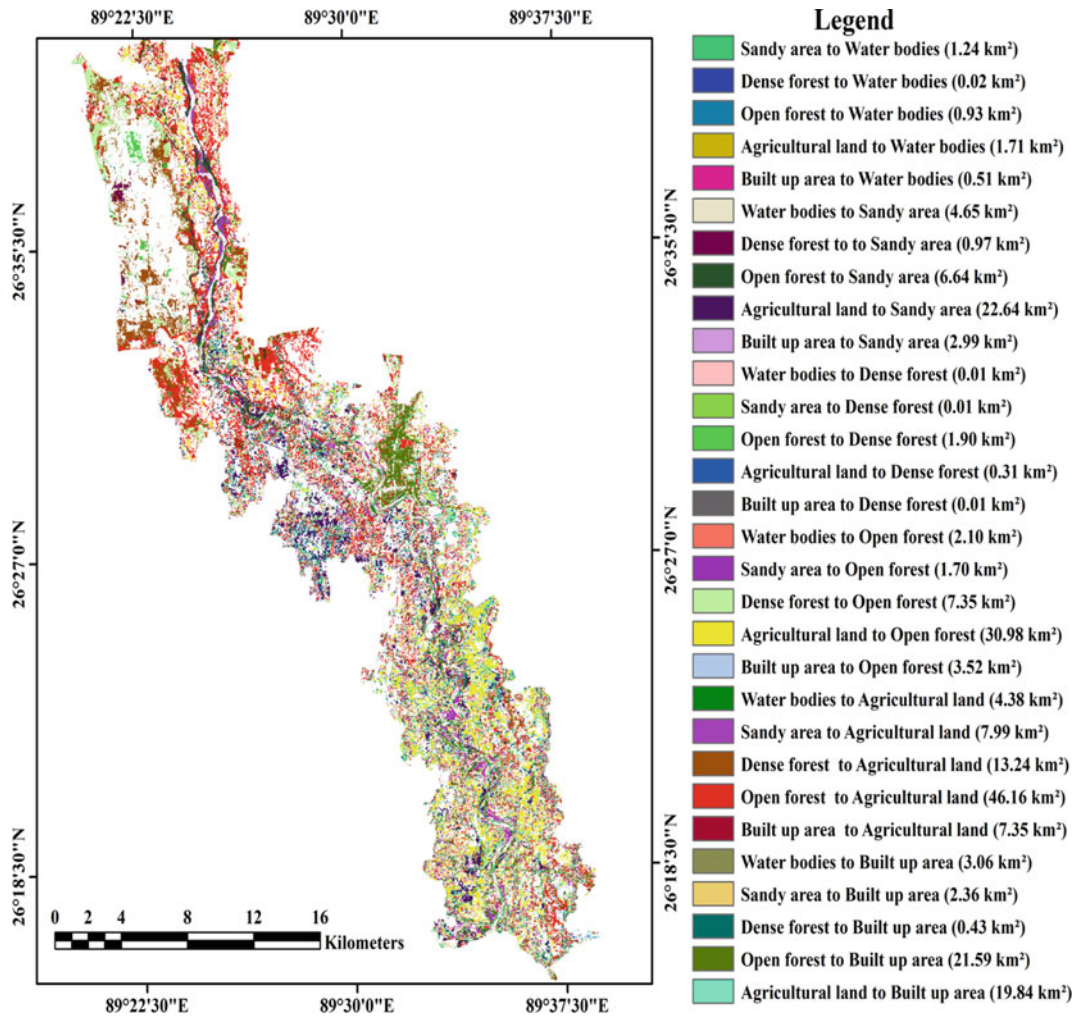 89°22'30"E 89°30'0"E 89°37'30"E
Legend
Sandy area to Water bodies (1.24 km²)
Dense forest to Water bodies (0.02 km²)
Open forest to Water bodies (0.93 km²)
Agricultural land to Water bodies (1.71 km²)
Built up area to Water bodies (0.51 km²)
Water bodies to Sandy area (4.65 km²)
Dense forest to to Sandy area (0.97 km²)
Open forest to Sandy area (6.64 km²)
Agricultural land to Sandy area (22.64 km²)
Built up area to Sandy area (2.99 km²)
Water bodies to Dense forest (0.01 km²)
Sandy area to Dense forest (0.01 km²)
Open forest to Dense forest (1.90 km²)
Agricultural land to Dense forest (0.31 km²)
Built up area to Dense forest (0.01 km²)
Water bodies to Open forest (2.10 km²)
Sandy area to Open forest (1.70 km²)
Dense forest to Open forest (7.35 km²)
Agricultural land to Open forest (30.98 km²)
Built up area to Open forest (3.52 km²)
Water bodies to Agricultural land (4.38 km²)
Sandy area to Agricultural land (7.99 km²)
Dense forest to Agricultural land (13.24 km²)
Open forest to Agricultural land (46.16 km²)
Built up area to Agricultural land (7.35 km²)
Water bodies to Built up area (3.06 km²)
Sandy area to Built up area (2.36 km²)
Dense forest to Built up area (0.43 km²)
Open forest to Built up area (21.59 km²)
Agricultural land to Built up area (19.84 km²)
26°35'30"N
26°27'0"N
26°18'30"N
26°35'30"N
26°27'0"N
26°18'30"N
0 2 4 8 12 16
Kilometers
89°22'30"E 89°30'0"E 89°37'30"E